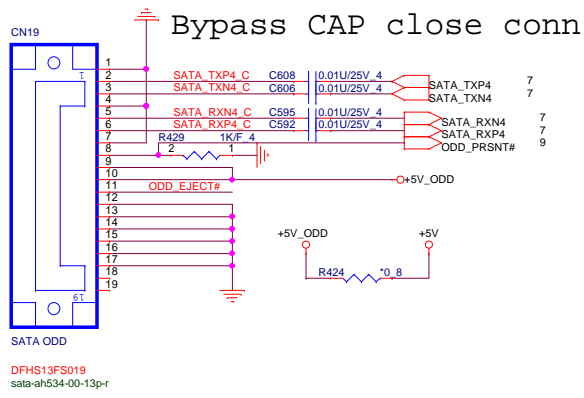 Bypass CAP close conn
CN19
1
1
2 SATA_TXP4_C C608 0.01U/25V_4 SATA_TXP4 7
3 SATA_TXN4_C C606 0.01U/25V_4 SATA_TXN4 7
4
5 SATA_RXN4_C C595 0.01U/25V_4 SATA_RXN4 7
6 SATA_RXP4_C C592 0.01U/25V_4 SATA_RXP4 7
7 R429 1K/F_4 ODD_PRSNT# 9
8 2 1
9
10 +5V_ODD
11 ODD_EJECT#
12
13
14
15 +5V_ODD +5V
16
17
18 R424 *0_8
19
19
SATA ODD
DFHS13FS019
sata-ah534-00-13p-r